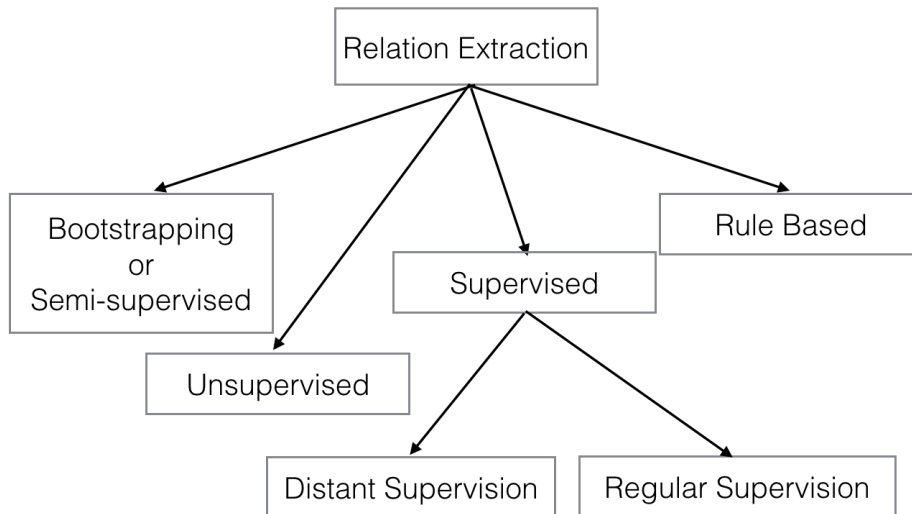 Relation Extraction
Bootstrapping
or
Semi-supervised
Rule Based
Supervised
Unsupervised
Distant Supervision
Regular Supervision